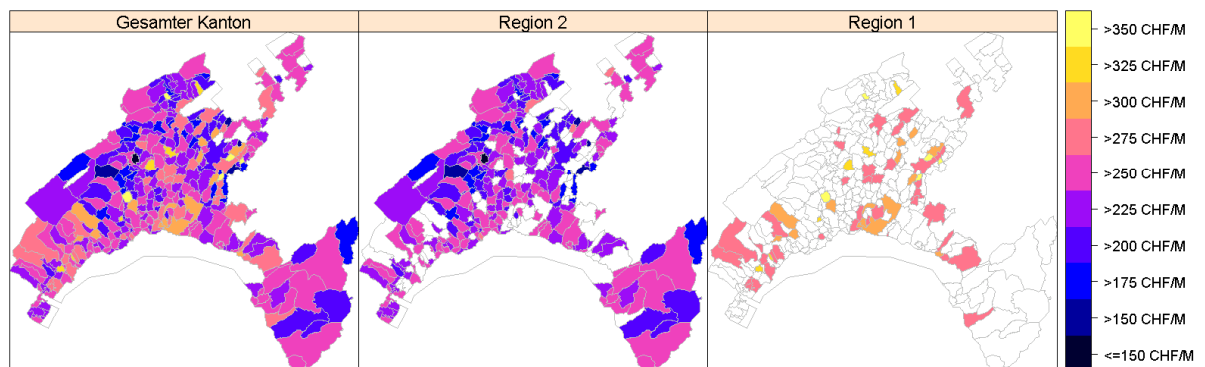 Gesamter Kanton
Region 2
Region 1
>350 CHF/M
>325 CHF/M
>300 CHF/M
>275 CHF/M
>250 CHF/M
>225 CHF/M
>200 CHF/M
>175 CHF/M
>150 CHF/M
<=150 CHF/M